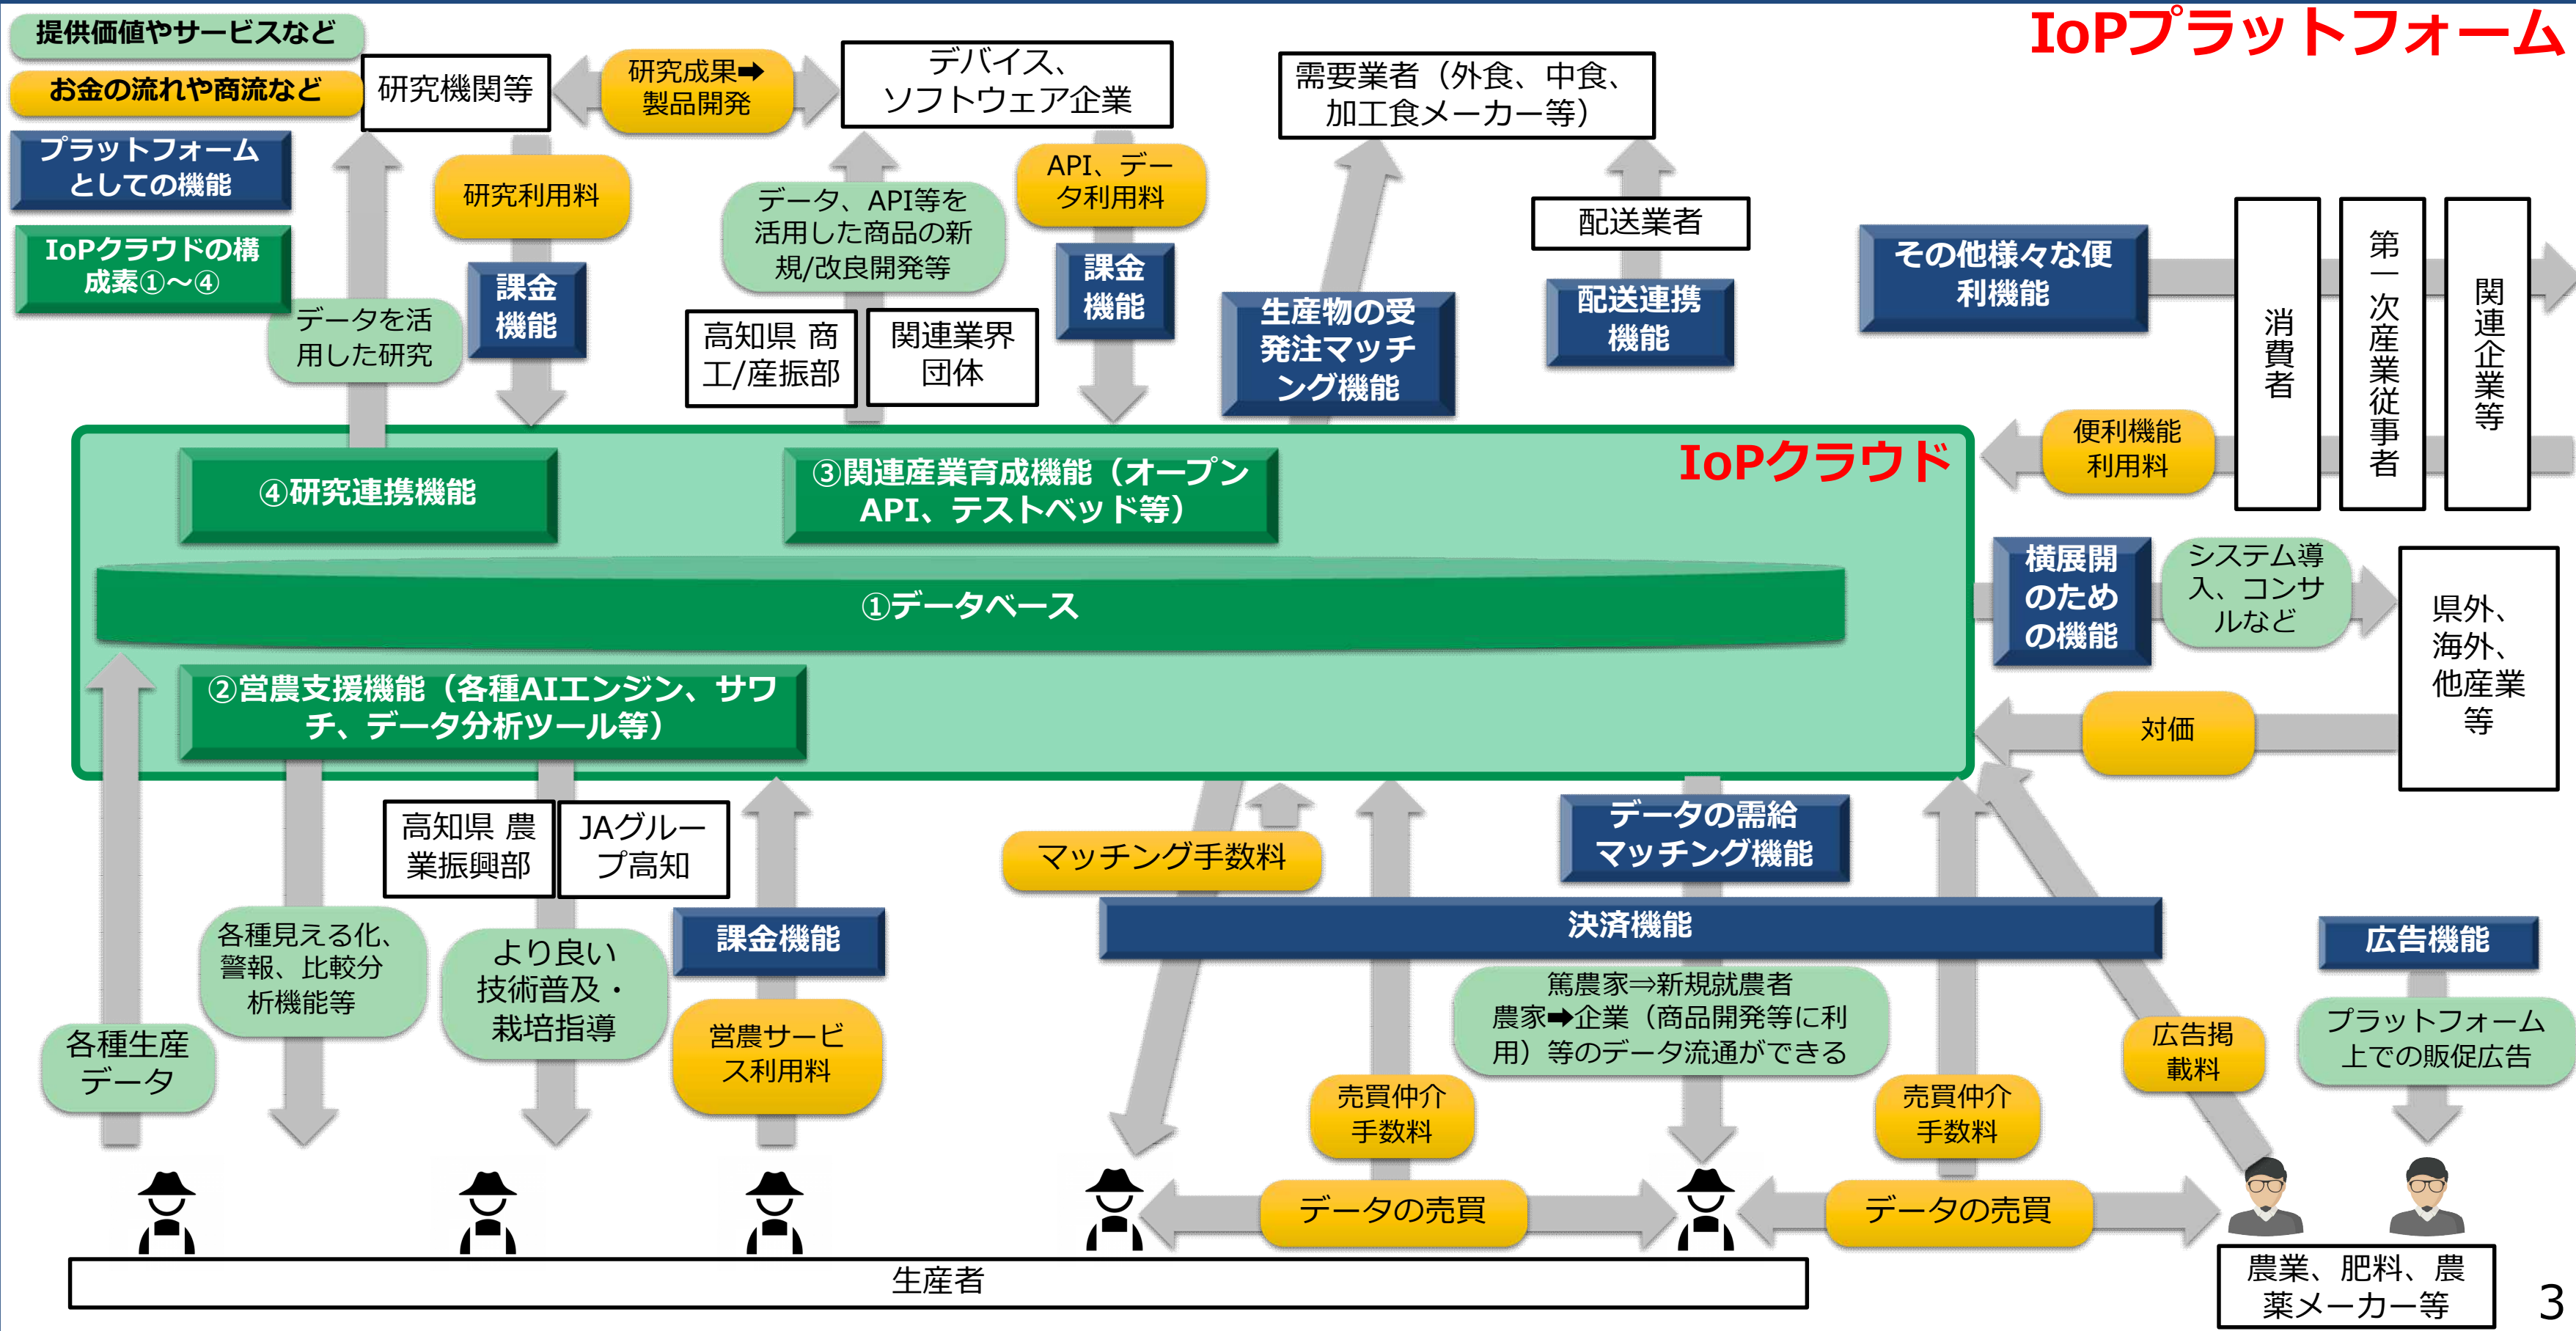 IoPプラットフォーム
提供価値やサービスなど
お金の流れや商流など
プラットフォーム
としての機能
IoPクラウドの構
成素①～④
研究機関等
研究成果➡
製品開発
デバイス、
ソフトウェア企業
需要業者（外食、中食、
加工食メーカー等）
研究利用料
課金
機能
データを活
用した研究
データ、API等を
活用した商品の新
規/改良開発等
高知県 商
工/産振部
関連業界
団体
API、デー
タ利用料
課金
機能
生産物の受
発注マッチ
ング機能
配送業者
配送連携
機能
その他様々な便
利機能
消費者
第一次産業従事者
関連企業等
便利機能
利用料
IoPクラウド
④研究連携機能
③関連産業育成機能（オープン
API、テストベッド等）
①データベース
②営農支援機能（各種AIエンジン、サワ
チ、データ分析ツール等）
横展開
のため
の機能
システム導
入、コンサ
ルなど
県外、
海外、
他産業
等
対価
高知県 農
業振興部
JAグルー
プ高知
各種生産
データ
各種見える化、
警報、比較分
析機能等
より良い
技術普及・
栽培指導
課金機能
営農サービ
ス利用料
マッチング手数料
データの需給
マッチング機能
決済機能
篤農家⇒新規就農者
農家➡企業（商品開発等に利
用）等のデータ流通ができる
売買仲介
手数料
売買仲介
手数料
広告掲
載料
広告機能
プラットフォーム
上での販促広告
データの売買
データの売買
生産者
農業、肥料、農
薬メーカー等
3